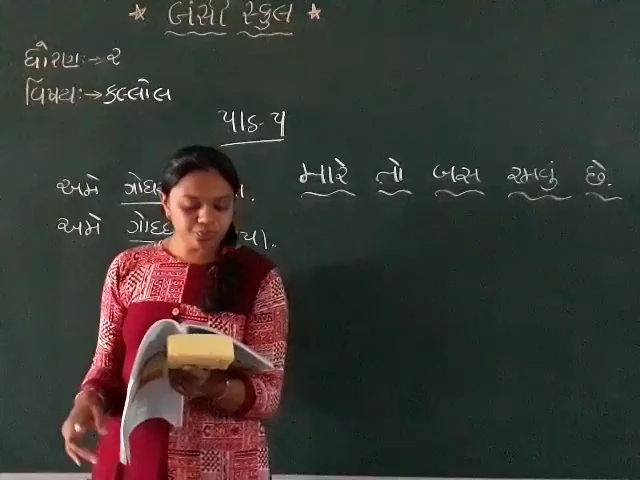 બંસી સ્કુલ
ધોરણ:→૨
વિષય:→કલ્લોલ
પાઠ-૫
મારે તો બસ રમવું છે.
અમે
અમે